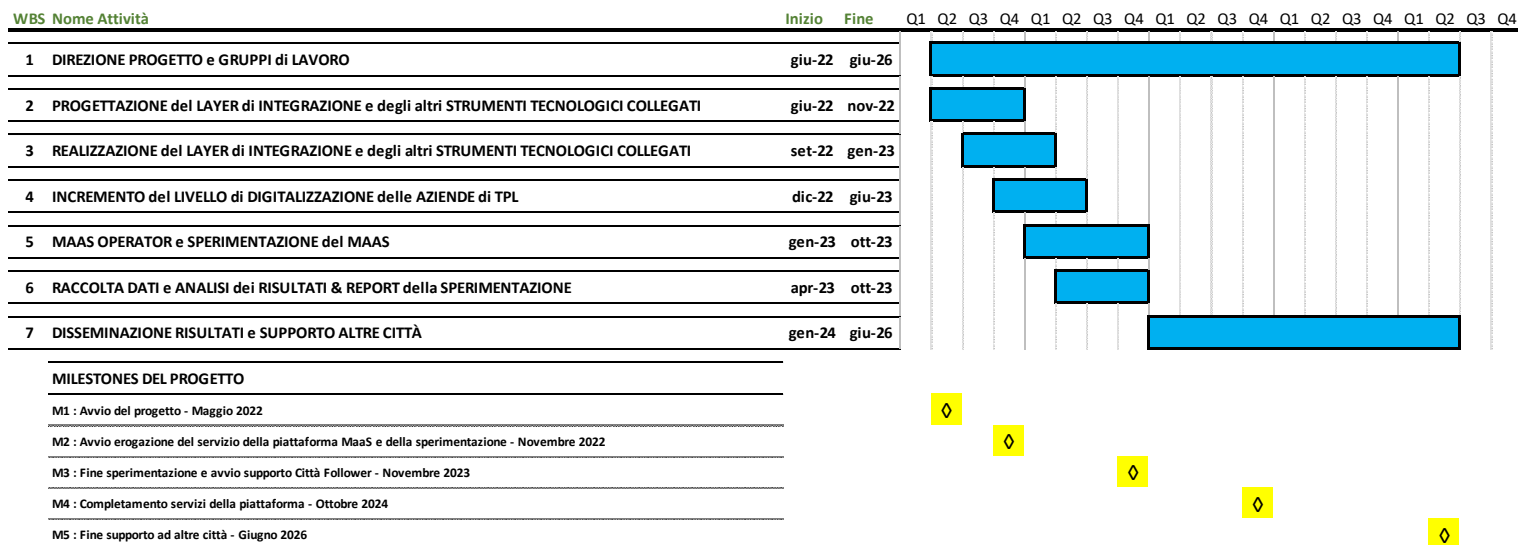 WBS Nome Attività Inizio Fine Q1 Q2 Q3 Q4 Q1 Q2 Q3 Q4 Q1 Q2 Q3 Q4 Q1 Q2 Q3 Q4 Q1 Q2 Q3 Q4
1 DIREZIONE PROGETTO e GRUPPI di LAVORO giu-22 giu-26
2 PROGETTAZIONE del LAYER di INTEGRAZIONE e degli altri STRUMENTI TECNOLOGICI COLLEGATI giu-22 nov-22
3 REALIZZAZIONE del LAYER di INTEGRAZIONE e degli altri STRUMENTI TECNOLOGICI COLLEGATI set-22 gen-23
4 INCREMENTO del LIVELLO di DIGITALIZZAZIONE delle AZIENDE di TPL dic-22 giu-23
5 MAAS OPERATOR e SPERIMENTAZIONE del MAAS gen-23 ott-23
6 RACCOLTA DATI e ANALISI dei RISULTATI & REPORT della SPERIMENTAZIONE apr-23 ott-23
7 DISSEMINAZIONE RISULTATI e SUPPORTO ALTRE CITTÀ gen-24 giu-26
MILESTONES DEL PROGETTO
M1 : Avvio del progetto - Maggio 2022 ◊
M2 : Avvio erogazione del servizio della piattaforma MaaS e della sperimentazione - Novembre 2022 ◊
M3 : Fine sperimentazione e avvio supporto Città Follower - Novembre 2023 ◊
M4 : Completamento servizi della piattaforma - Ottobre 2024 ◊
M5 : Fine supporto ad altre città - Giugno 2026 ◊